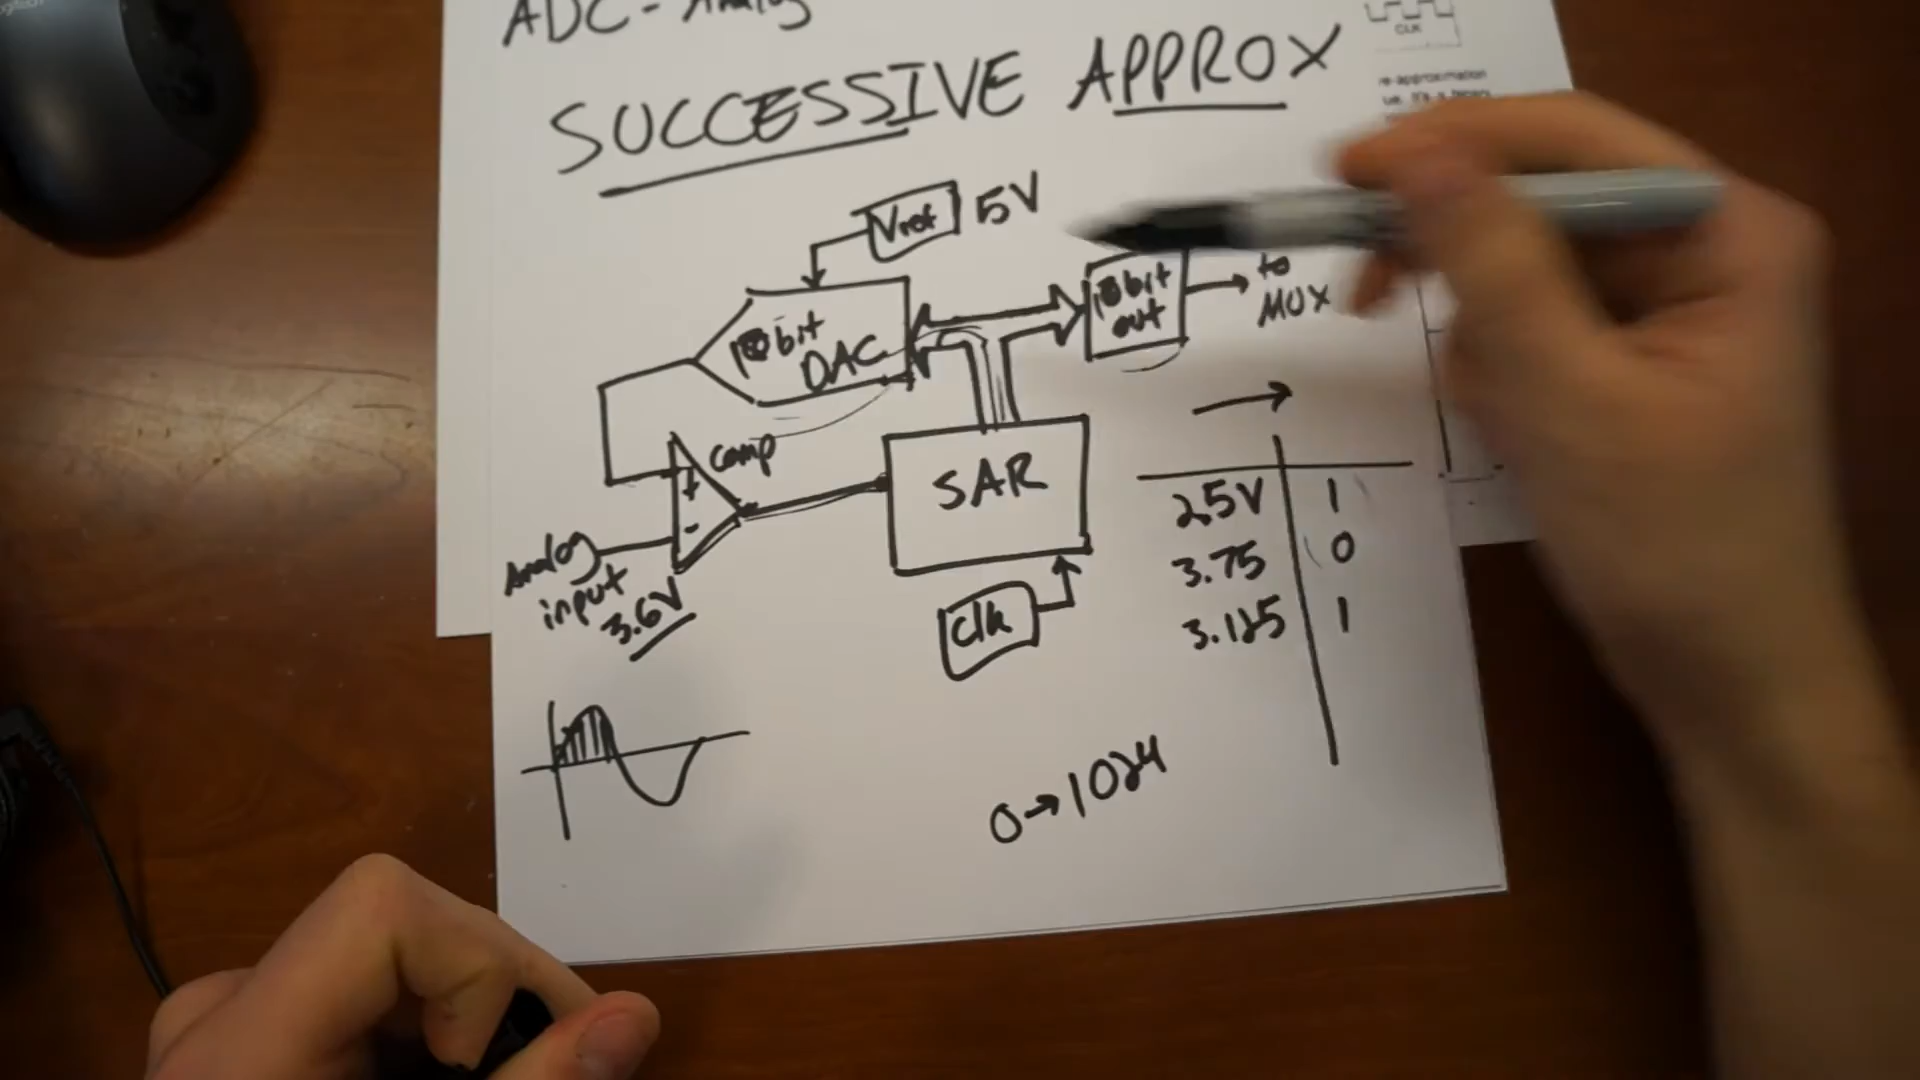 ADC - Analog
SUCCESSIVE APPROX
CLK
approximation
Vref 5V
10bit
DAC
10bit
out
to
MUX
comp
+
-
SAR
Analog
input
3.6V
Clk
2.5V 1
3.75 0
3.125 1
0→1024